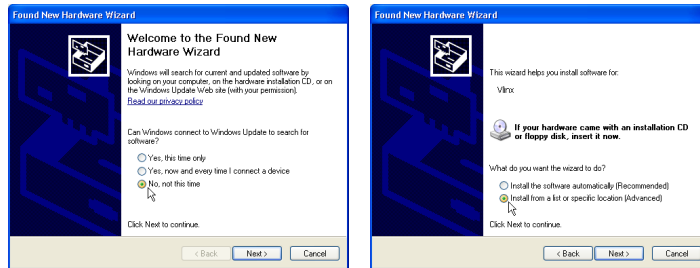 Found New Hardware Wizard
Welcome to the Found New
Hardware Wizard
Windows will search for current and updated software by
looking on your computer, on the hardware installation CD, or on
the Windows Update Web site (with your permission).
Read our privacy policy
Can Windows connect to Windows Update to search for
software?
Yes, this time only
Yes, now and every time I connect a device
No, not this time
Click Next to continue.
< Back
Next >
Cancel
Found New Hardware Wizard
This wizard helps you install software for:
Vlinx
If your hardware came with an installation CD
or floppy disk, insert it now.
What do you want the wizard to do?
Install the software automatically (Recommended)
Install from a list or specific location (Advanced)
Click Next to continue.
< Back
Next >
Cancel